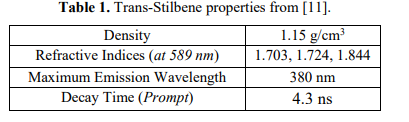 Table 1. Trans-Stilbene properties from [11].
Density 1.15 g/cm³
Refractive Indices (at 589 nm) 1.703, 1.724, 1.844
Maximum Emission Wavelength 380 nm
Decay Time (Prompt) 4.3 ns